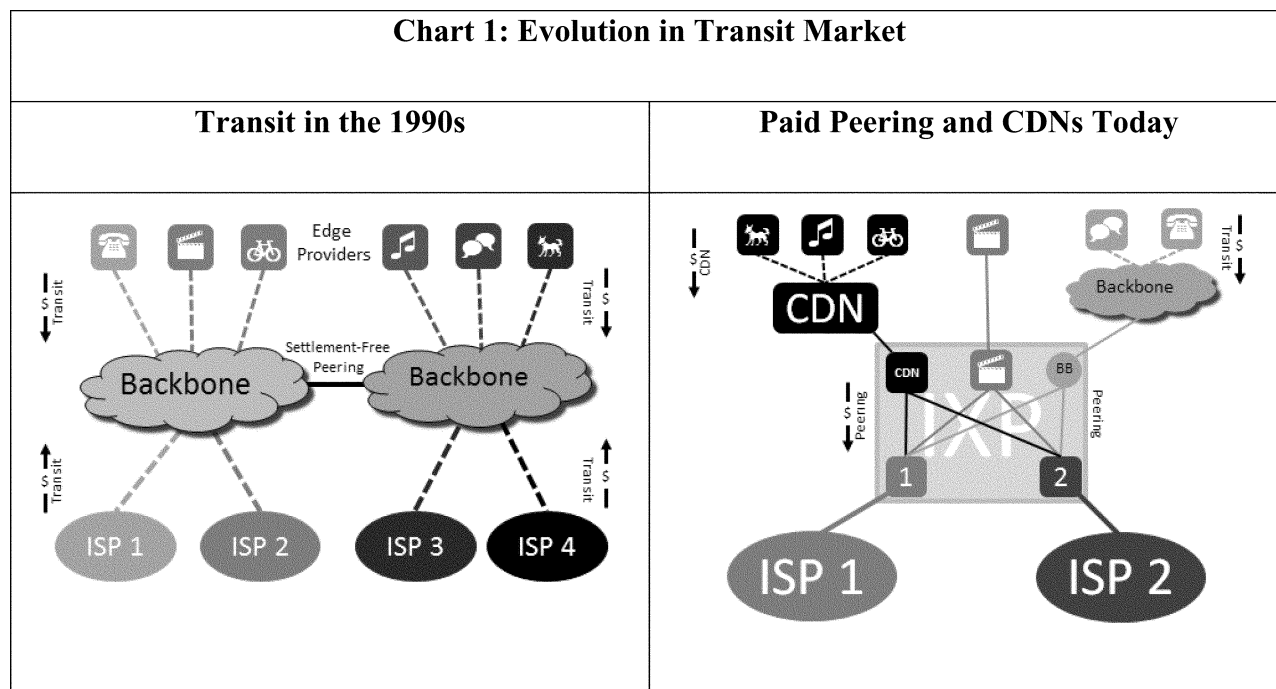 Chart 1: Evolution in Transit Market
Transit in the 1990s
Paid Peering and CDNs Today
Edge
Providers
$
Transit
$
Transit
Settlement-Free
Peering
Backbone
Backbone
$
Transit
$
Transit
ISP 1
ISP 2
ISP 3
ISP 4
$
CDN
$
Transit
CDN
Backbone
CDN
BB
IXP
$
Peering
Peering
1
2
ISP 1
ISP 2